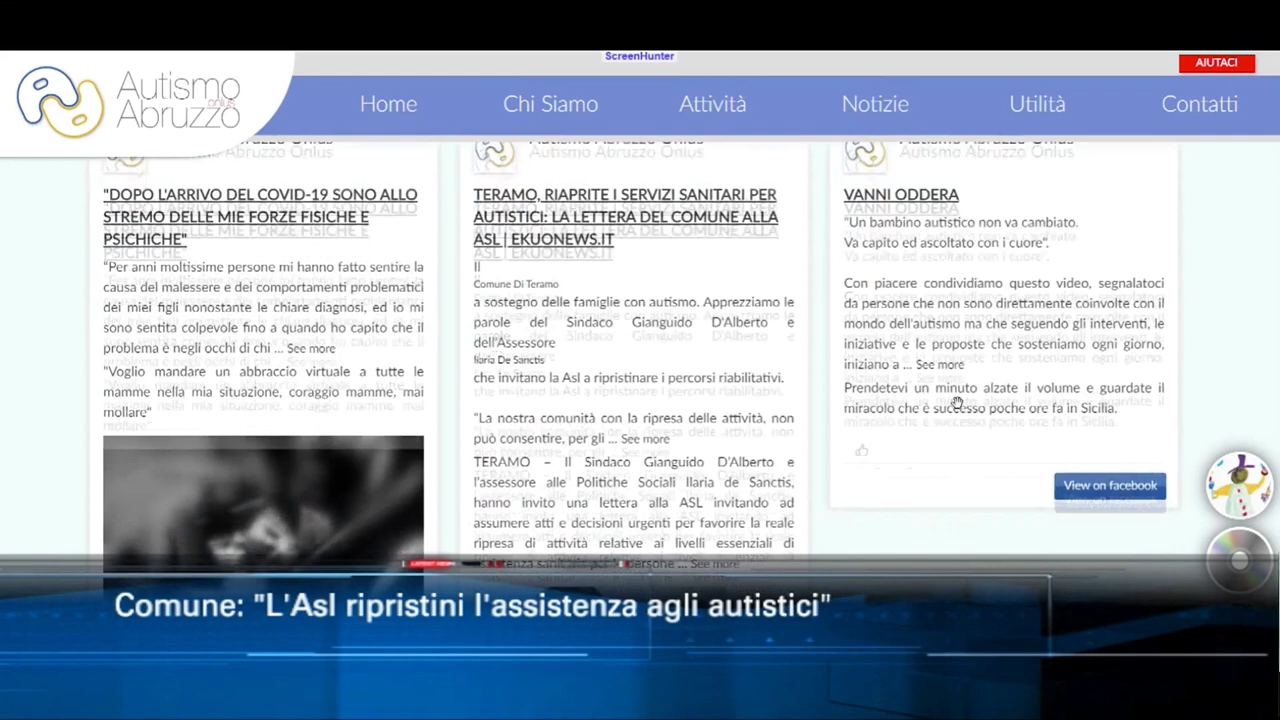 ScreenHunter
AIUTACI
Autismo
onlus
Abruzzo
Home
Chi Siamo
Attività
Notizie
Utilità
Contatti
Autismo Abruzzo Onlus
"DOPO L'ARRIVO DEL COVID-19 SONO ALLO
STREMO DELLE MIE FORZE FISICHE E
PSICHICHE"
"Per anni moltissime persone mi hanno fatto sentire la
causa del malessere e dei comportamenti problematici
dei miei figli nonostante le chiare diagnosi, ed io mi
sono sentita colpevole fino a quando ho capito che il
problema è negli occhi di chi ... See more
"Voglio mandare un abbraccio virtuale a tutte le
mamme nella mia situazione, coraggio mamme, mai
mollare"
Autismo Abruzzo Onlus
TERAMO, RIAPRITE I SERVIZI SANITARI PER
AUTISTICI: LA LETTERA DEL COMUNE ALLA
ASL | EKUONEWS.IT
Il
Comune Di Teramo
a sostegno delle famiglie con autismo. Apprezziamo le
parole del Sindaco Gianguido D'Alberto e
dell'Assessore
Ilaria De Sanctis
che invitano la Asl a ripristinare i percorsi riabilitativi.
"La nostra comunità con la ripresa delle attività, non
può consentire, per gli ... See more
TERAMO – Il Sindaco Gianguido D'Alberto e
l'assessore alle Politiche Sociali Ilaria de Sanctis,
hanno invito una lettera alla ASL invitando ad
assumere atti e decisioni urgenti per favorire la reale
ripresa di attività relative ai livelli essenziali di
persone ... See more
Autismo Abruzzo Onlus
VANNI ODDERA
"Un bambino autistico non va cambiato.
Va capito ed ascoltato con i cuore".
Con piacere condividiamo questo video, segnalatoci
da persone che non sono direttamente coinvolte con il
mondo dell'autismo ma che seguendo gli interventi, le
iniziative e le proposte che sosteniamo ogni giorno,
iniziano a ... See more
Prendetevi un minuto alzate il volume e guardate il
miracolo che è successo poche ore fa in Sicilia.
View on facebook
LATEST NEWS
Comune: "L'Asl ripristini l'assistenza agli autistici"